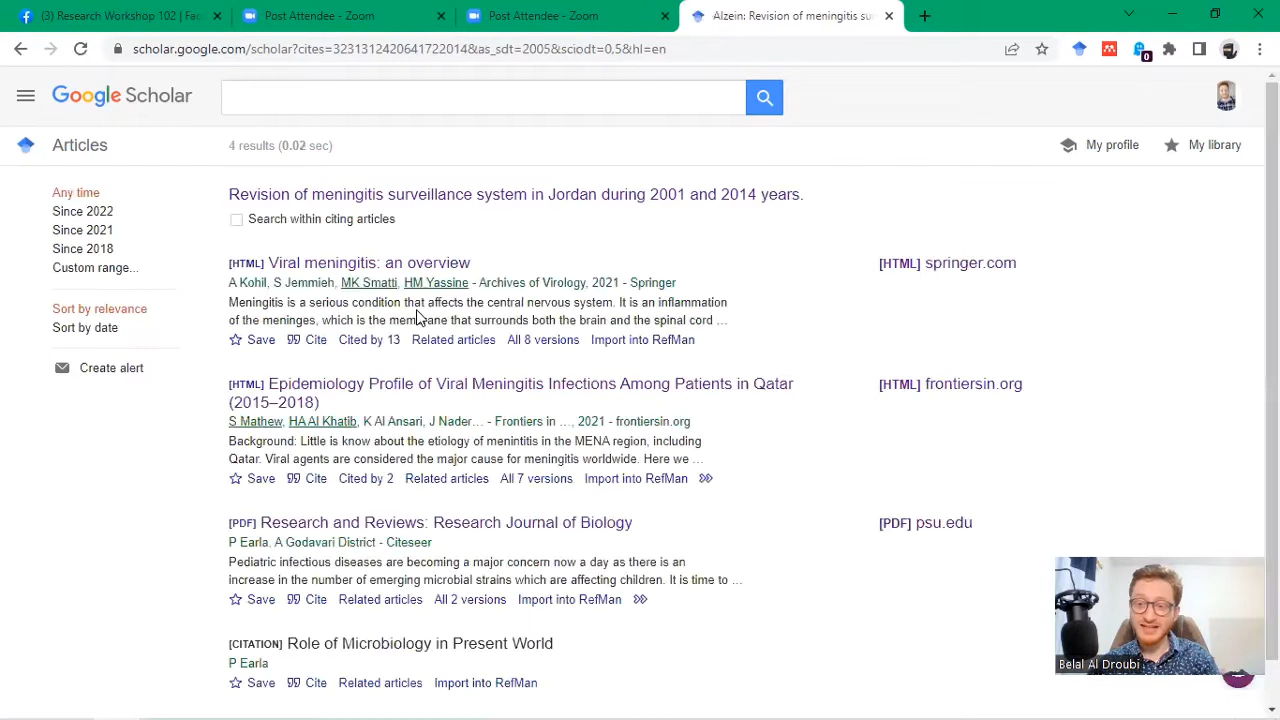 (3) Research Workshop 102 | Fac
Post Attendee - Zoom
Post Attendee - Zoom
Alzein: Revision of meningitis su
scholar.google.com/scholar?cites=3231312420641722014&as_sdt=2005&sciodt=0,5&hl=en
0
Google Scholar
Articles
4 results (0.02 sec)
My profile
My library
Any time
Since 2022
Since 2021
Since 2018
Custom range...
Sort by relevance
Sort by date
Create alert
Revision of meningitis surveillance system in Jordan during 2001 and 2014 years.
Search within citing articles
[HTML] Viral meningitis: an overview
[HTML] springer.com
A Kohil, S Jemmieh, MK Smatti, HM Yassine - Archives of Virology, 2021 - Springer
Meningitis is a serious condition that affects the central nervous system. It is an inflammation
of the meninges, which is the membrane that surrounds both the brain and the spinal cord ...
Save Cite Cited by 13 Related articles All 8 versions Import into RefMan
[HTML] Epidemiology Profile of Viral Meningitis Infections Among Patients in Qatar
(2015–2018)
[HTML] frontiersin.org
S Mathew, HA Al Khatib, K Al Ansari, J Nader... - Frontiers in ..., 2021 - frontiersin.org
Background: Little is know about the etiology of menintitis in the MENA region, including
Qatar. Viral agents are considered the major cause for meningitis worldwide. Here we ...
Save Cite Cited by 2 Related articles All 7 versions Import into RefMan
[PDF] Research and Reviews: Research Journal of Biology
[PDF] psu.edu
P Earla, A Godavari District - Citeseer
Pediatric infectious diseases are becoming a major concern now a day as there is an
increase in the number of emerging microbial strains which are affecting children. It is time to ...
Save Cite Related articles All 2 versions Import into RefMan
[CITATION] Role of Microbiology in Present World
P Earla
Save Cite Related articles Import into RefMan
Belal Al Droubi